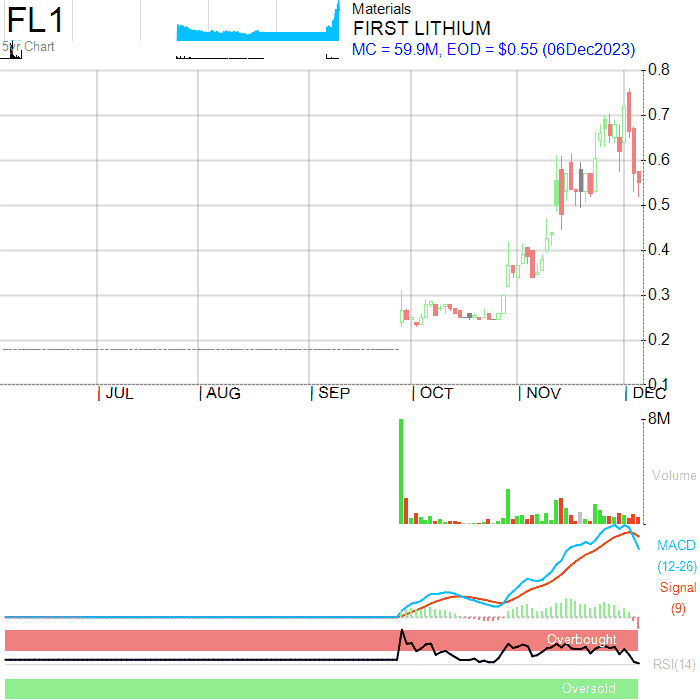 FL1
Materials
FIRST LITHIUM
5yr Chart
MC = 59.9M, EOD = $0.55 (06Dec2023)
0.8
0.7
0.6
0.5
0.4
0.3
0.2
0.1
JUL AUG SEP OCT NOV DEC
8M
Volume
MACD
(12-26)
Signal
(9)
Overbought
RSI(14)
Oversold